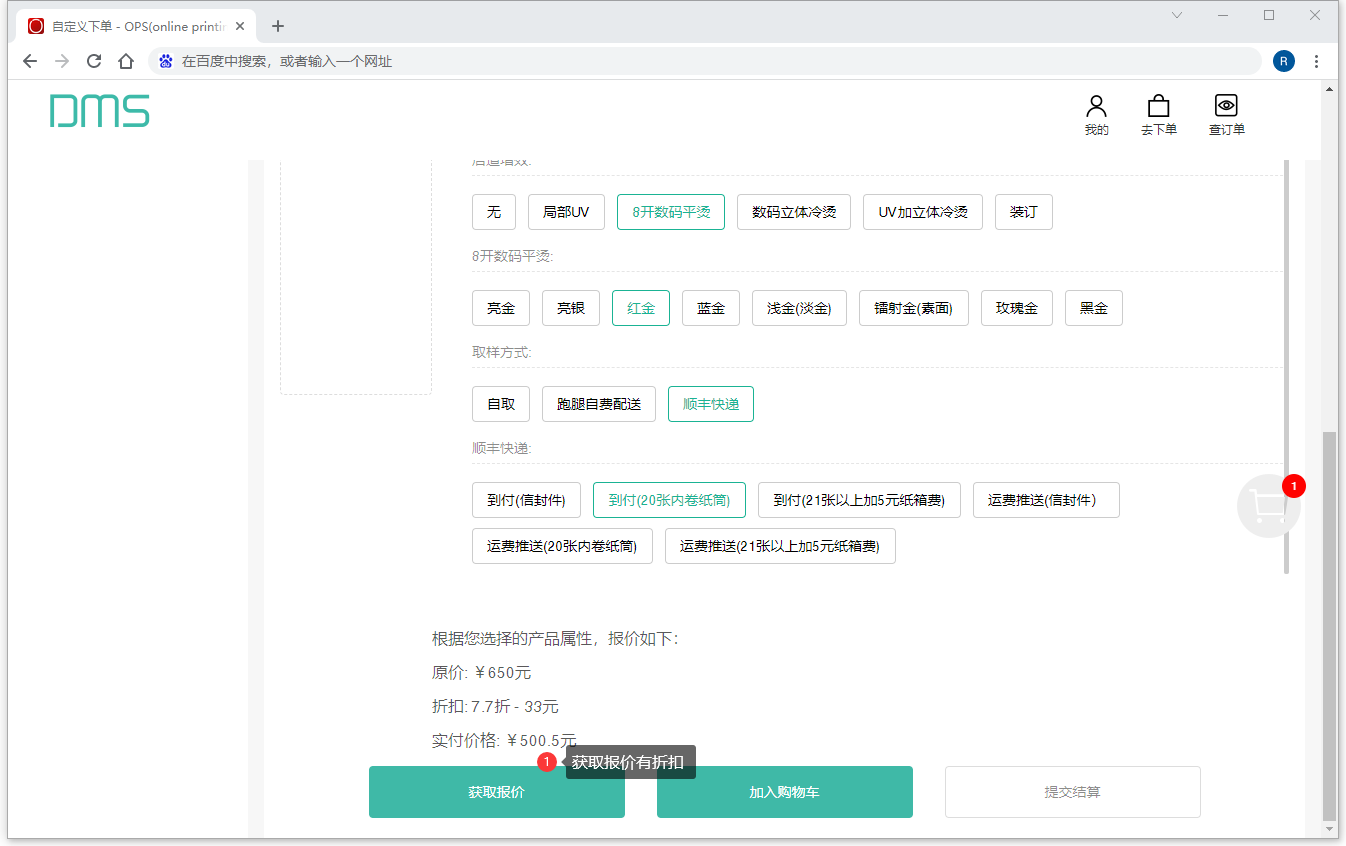 自定义下单 - OPS(online printin
在百度中搜索，或者输入一个网址
R
DMS
我的 去下单 查订单
后道增效:
无 局部UV 8开数码平烫 数码立体冷烫 UV加立体冷烫 装订
8开数码平烫:
亮金 亮银 红金 蓝金 浅金(淡金) 镭射金(素面) 玫瑰金 黑金
取样方式:
自取 跑腿自费配送 顺丰快递
顺丰快递:
到付(信封件) 到付(20张内卷纸筒) 到付(21张以上加5元纸箱费) 运费推送(信封件）
1
运费推送(20张内卷纸筒) 运费推送(21张以上加5元纸箱费)
根据您选择的产品属性，报价如下：
原价: ￥650元
折扣: 7.7折 - 33元
实付价格: ￥500.5元
1 获取报价有折扣
获取报价 加入购物车 提交结算